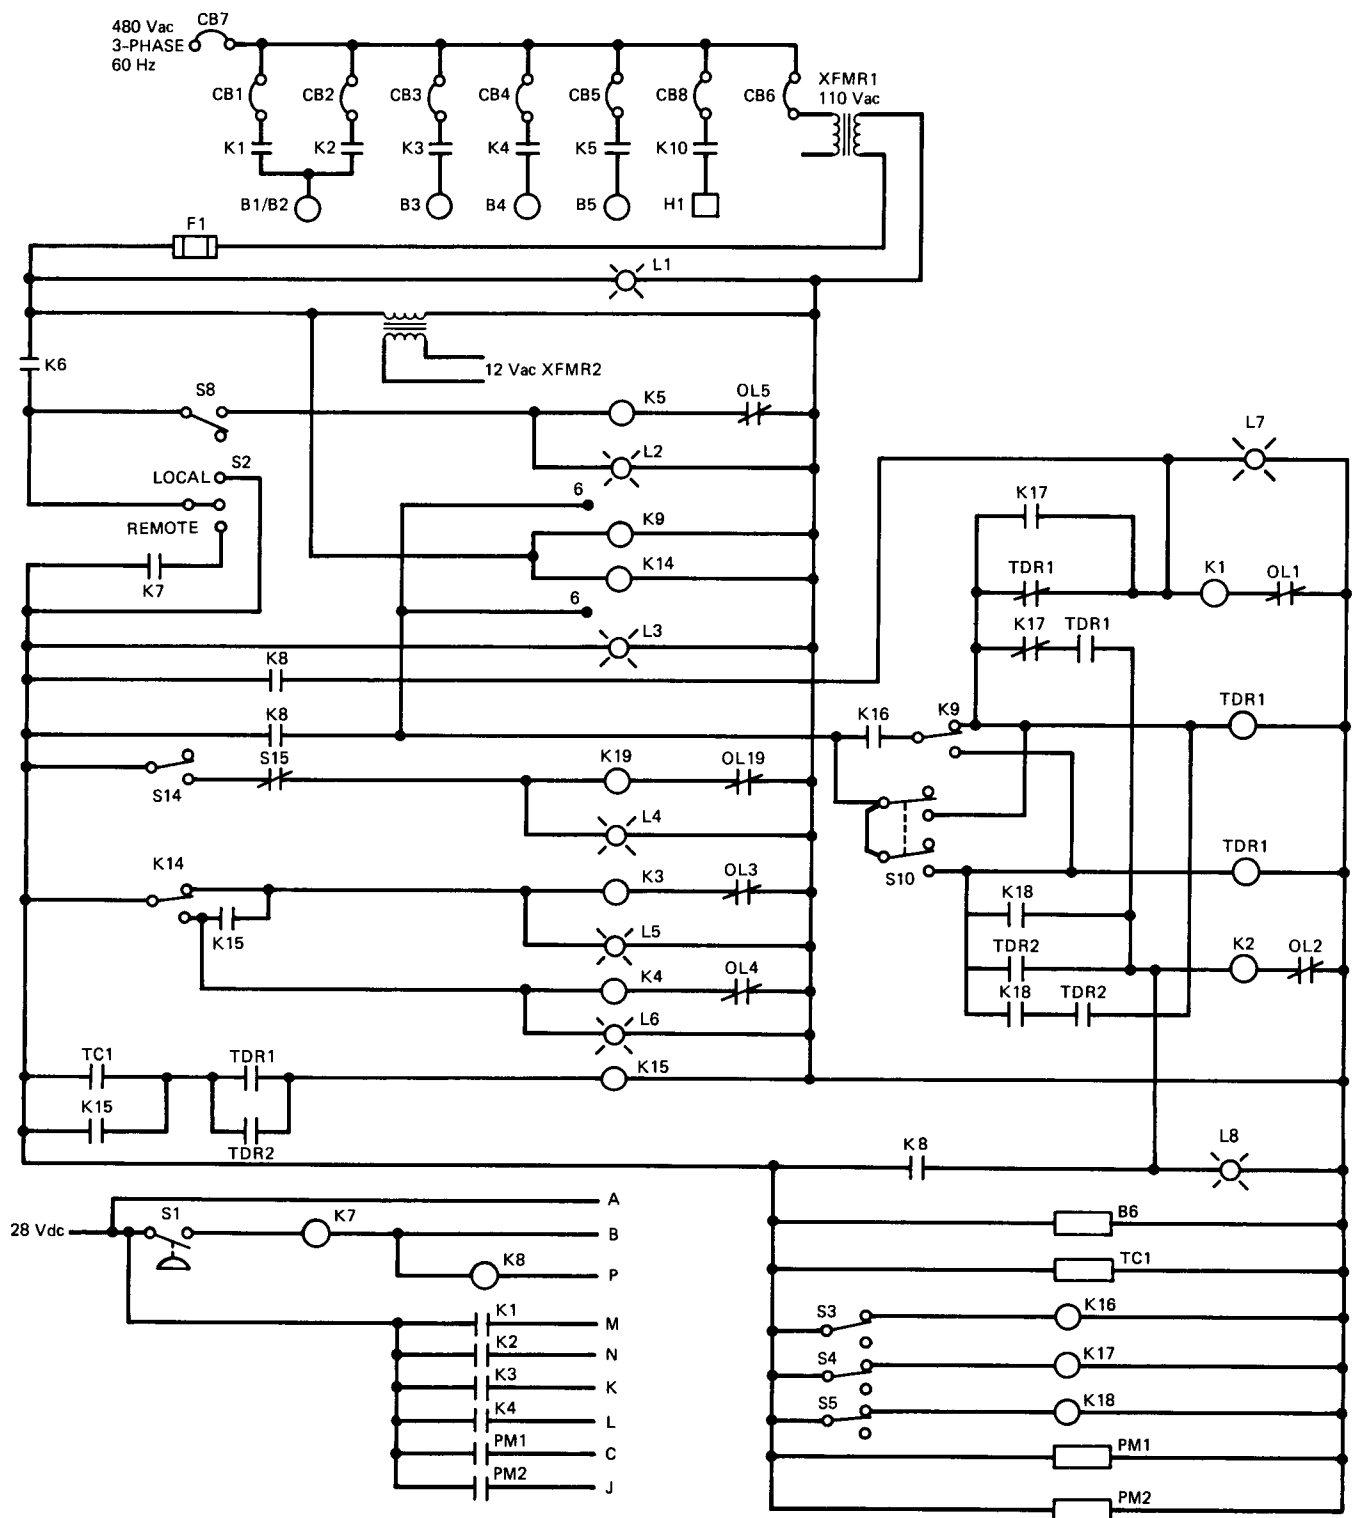 480 Vac
3-PHASE
60 Hz
CB7
XFMR1
110 Vac
CB1
CB2
CB3
CB4
CB5
CB8
CB6
K1
K2
K3
K4
K5
K10
B1/B2
B3
B4
B5
H1
F1
L1
K6
12 Vac XFMR2
S8
K5
OL5
L2
L7
S2
LOCAL
6
K17
REMOTE
K9
K7
K14
TDR1
K1
OL1
6
L3
K17
TDR1
K8
K8
K16
K9
TDR1
S15
K19
OL19
S14
L4
K14
K3
OL3
S10
TDR1
K15
L5
K18
K4
OL4
TDR2
K2
OL2
L6
K18
TDR2
TC1
TDR1
K15
K15
TDR2
K8
L8
A
28 Vdc
S1
K7
B
B6
K8
P
TC1
K1
M
S3
K16
K2
N
S4
K17
K3
K
S5
K18
K4
L
PM1
C
PM1
PM2
J
PM2